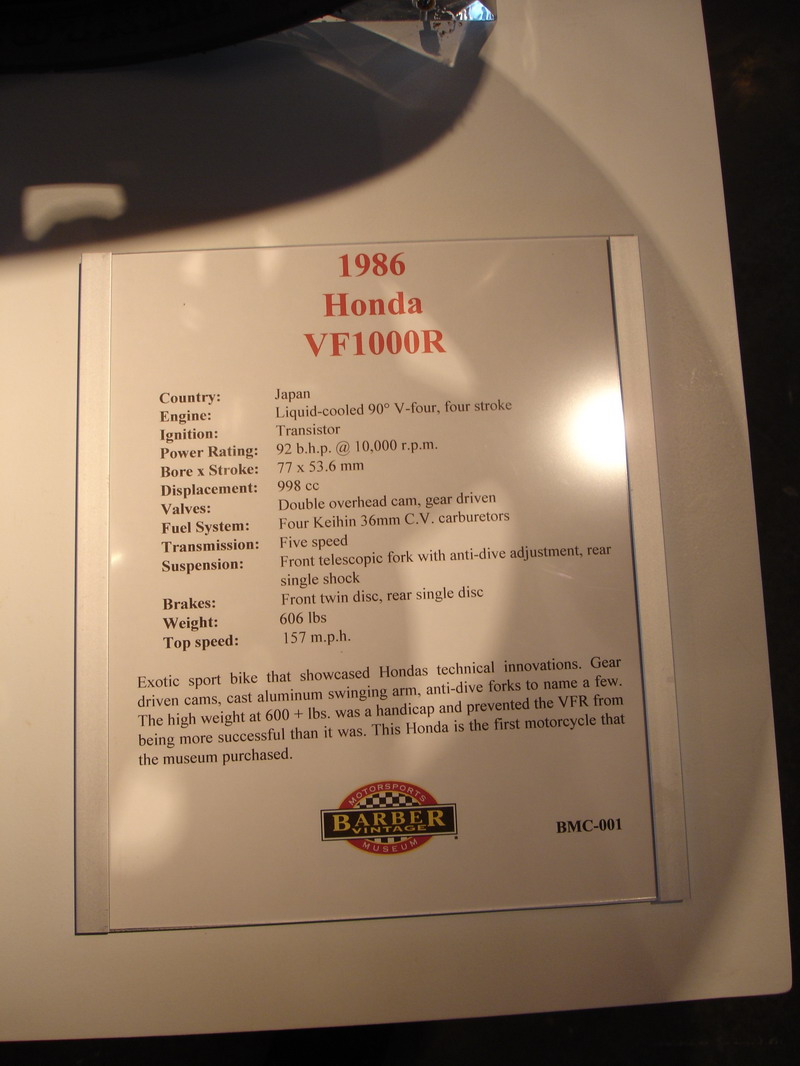 1986
Honda
VF1000R
Country: Japan
Engine: Liquid-cooled 90° V-four, four stroke
Ignition: Transistor
Power Rating: 92 b.h.p. @ 10,000 r.p.m.
Bore x Stroke: 77 x 53.6 mm
Displacement: 998 cc
Valves: Double overhead cam, gear driven
Fuel System: Four Keihin 36mm C.V. carburetors
Transmission: Five speed
Suspension: Front telescopic fork with anti-dive adjustment, rear
single shock
Brakes: Front twin disc, rear single disc
Weight: 606 lbs
Top speed: 157 m.p.h.
Exotic sport bike that showcased Hondas technical innovations. Gear
driven cams, cast aluminum swinging arm, anti-dive forks to name a few.
The high weight at 600 + lbs. was a handicap and prevented the VFR from
being more successful than it was. This Honda is the first motorcycle that
the museum purchased.
MOTORSPORTS
BARBER
VINTAGE
MUSEUM
BMC-001